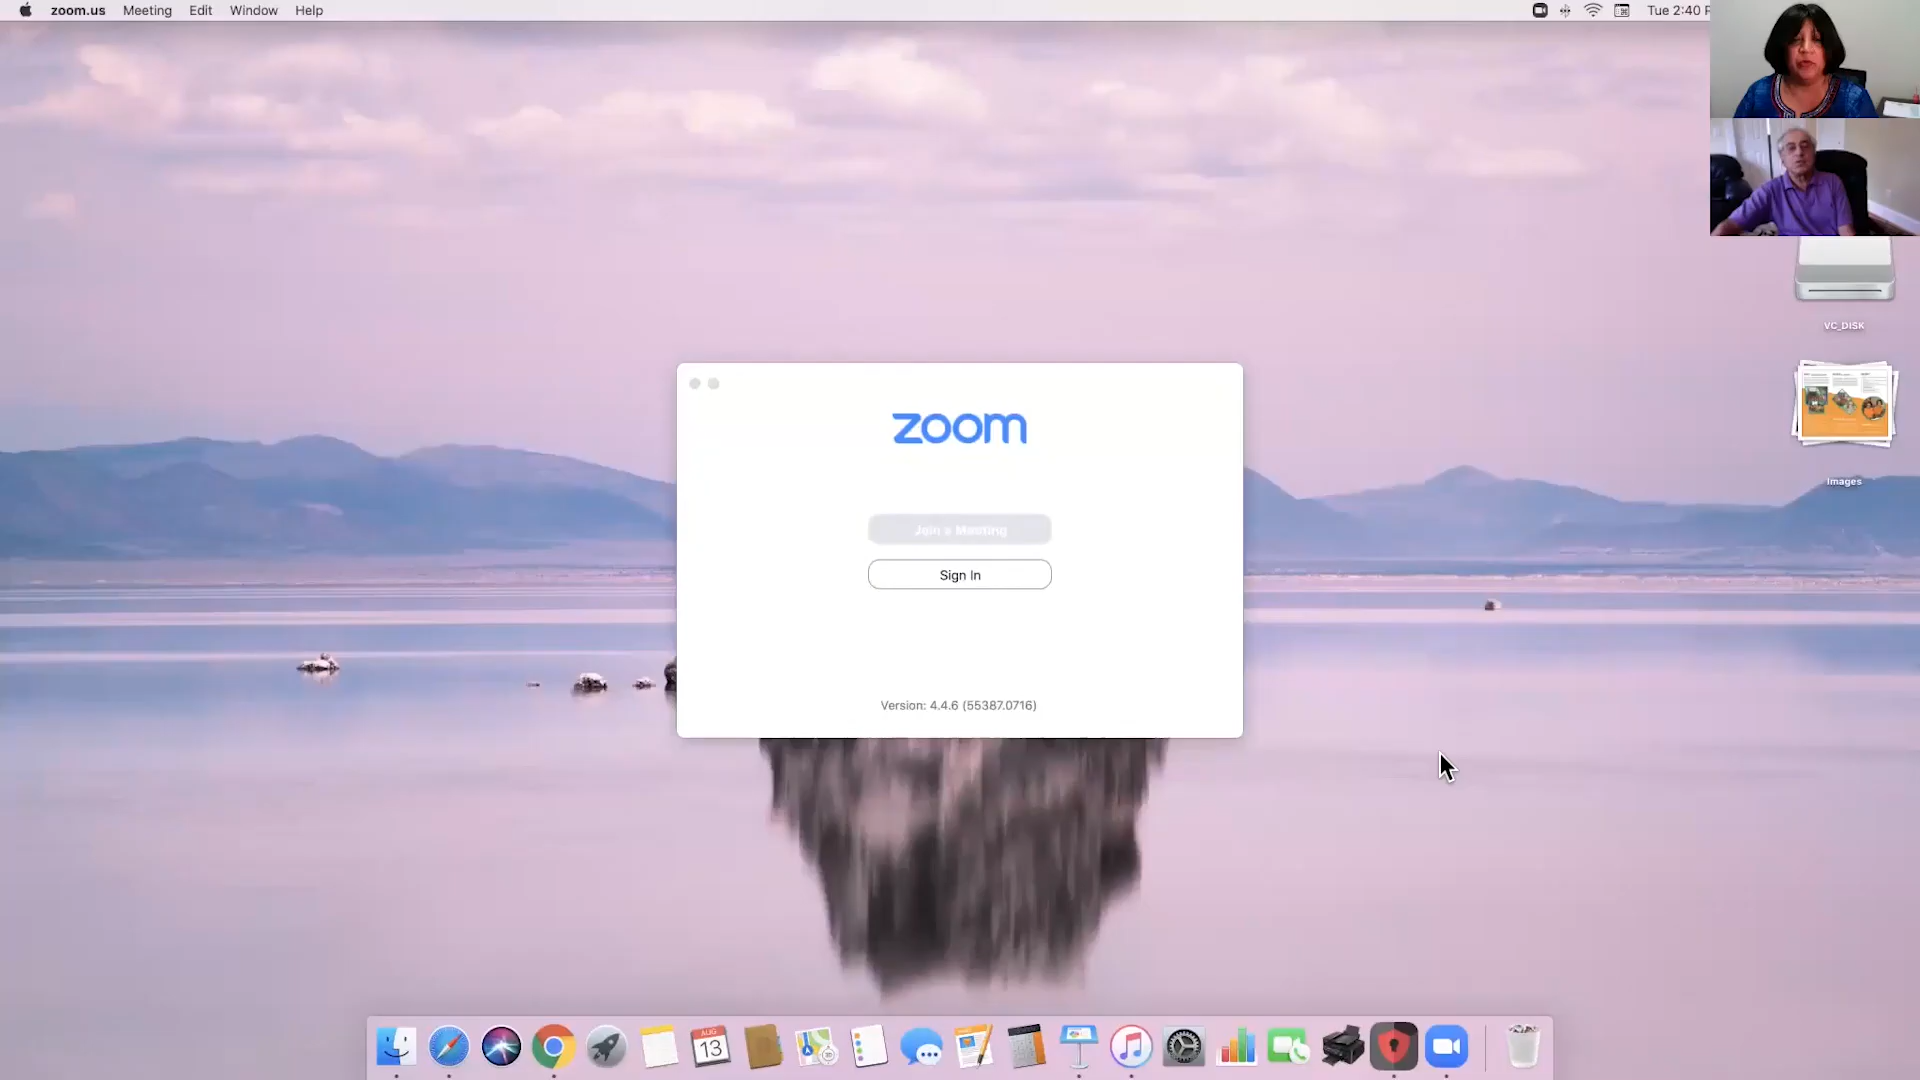 zoom.us Meeting Edit Window Help
Tue 2:40 P
VC_DISK
Images
zoom
Join a Meeting
Sign In
Version: 4.4.6 (55387.0716)
AUG
13